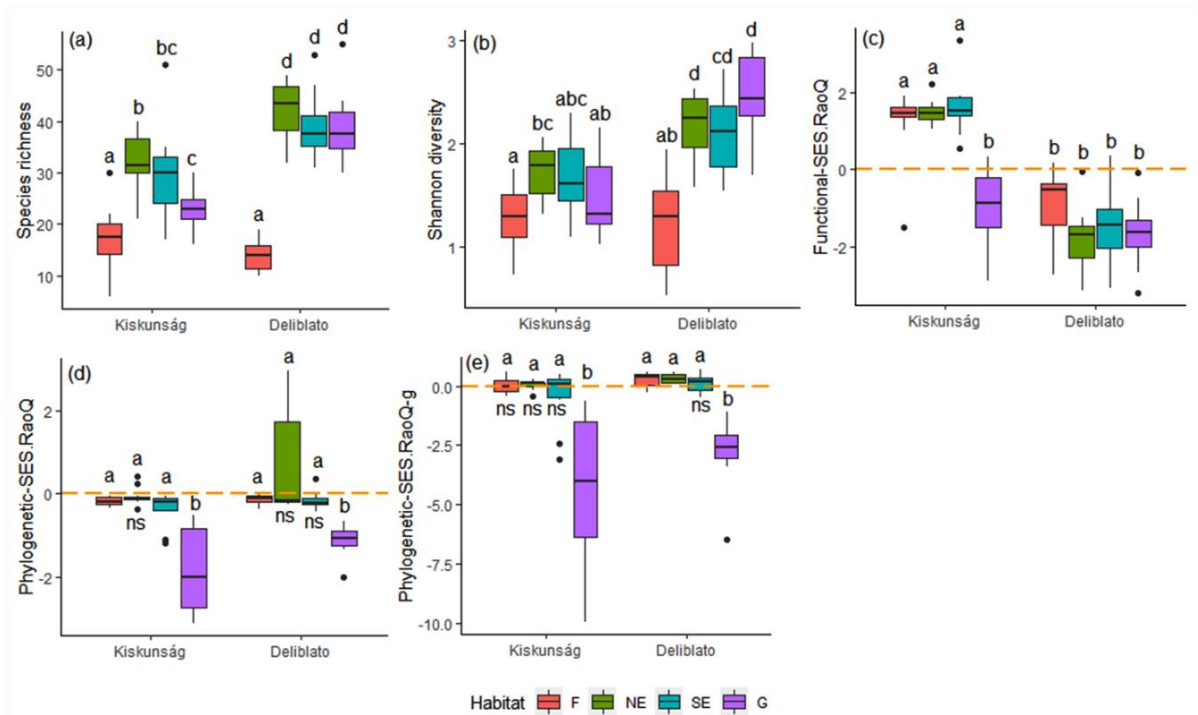 (a)
Species richness
50
40
30
20
10
a
b
bc
c
a
d
d
d
Kiskunság
Deliblato
(b)
Shannon diversity
3
2
1
a
bc
abc
ab
ab
d
cd
d
Kiskunság
Deliblato
(c)
Functional-SES.RaoQ
2
0
-2
a
a
a
b
b
b
b
b
Kiskunság
Deliblato
(d)
Phylogenetic-SES.RaoQ
2
0
-2
a
a
a
b
ns
a
a
a
b
ns
ns
Kiskunság
Deliblato
(e)
Phylogenetic-SES.RaoQ-g
0.0
-2.5
-5.0
-7.5
-10.0
a
a
a
b
ns
ns
ns
a
a
a
b
ns
Kiskunság
Deliblato
Habitat F NE SE G